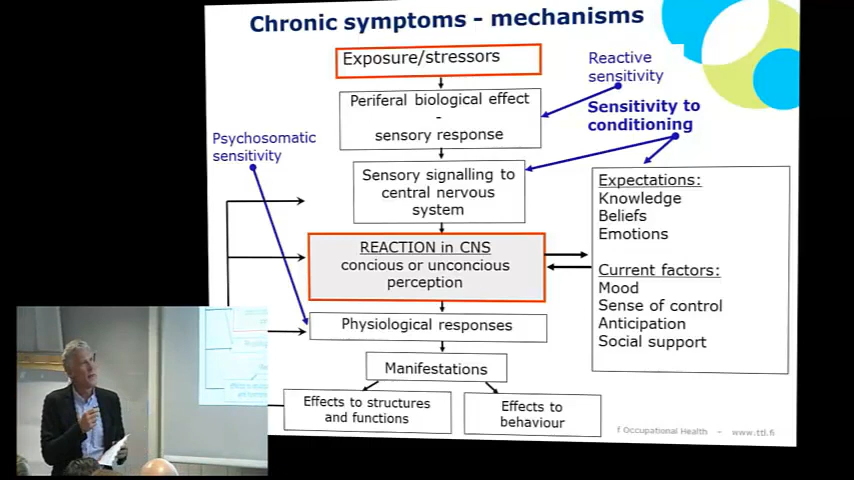 Chronic symptoms - mechanisms
Exposure/stressors
Reactive
sensitivity
Periferal biological effect
-
sensory response
Sensitivity to
conditioning
Psychosomatic
sensitivity
Sensory signalling to
central nervous
system
Expectations:
Knowledge
Beliefs
Emotions
REACTION in CNS
concious or unconcious
perception
Current factors:
Mood
Sense of control
Anticipation
Social support
Physiological responses
Manifestations
Effects to structures
and functions
Effects to
behaviour
f Occupational Health - www.ttl.fi